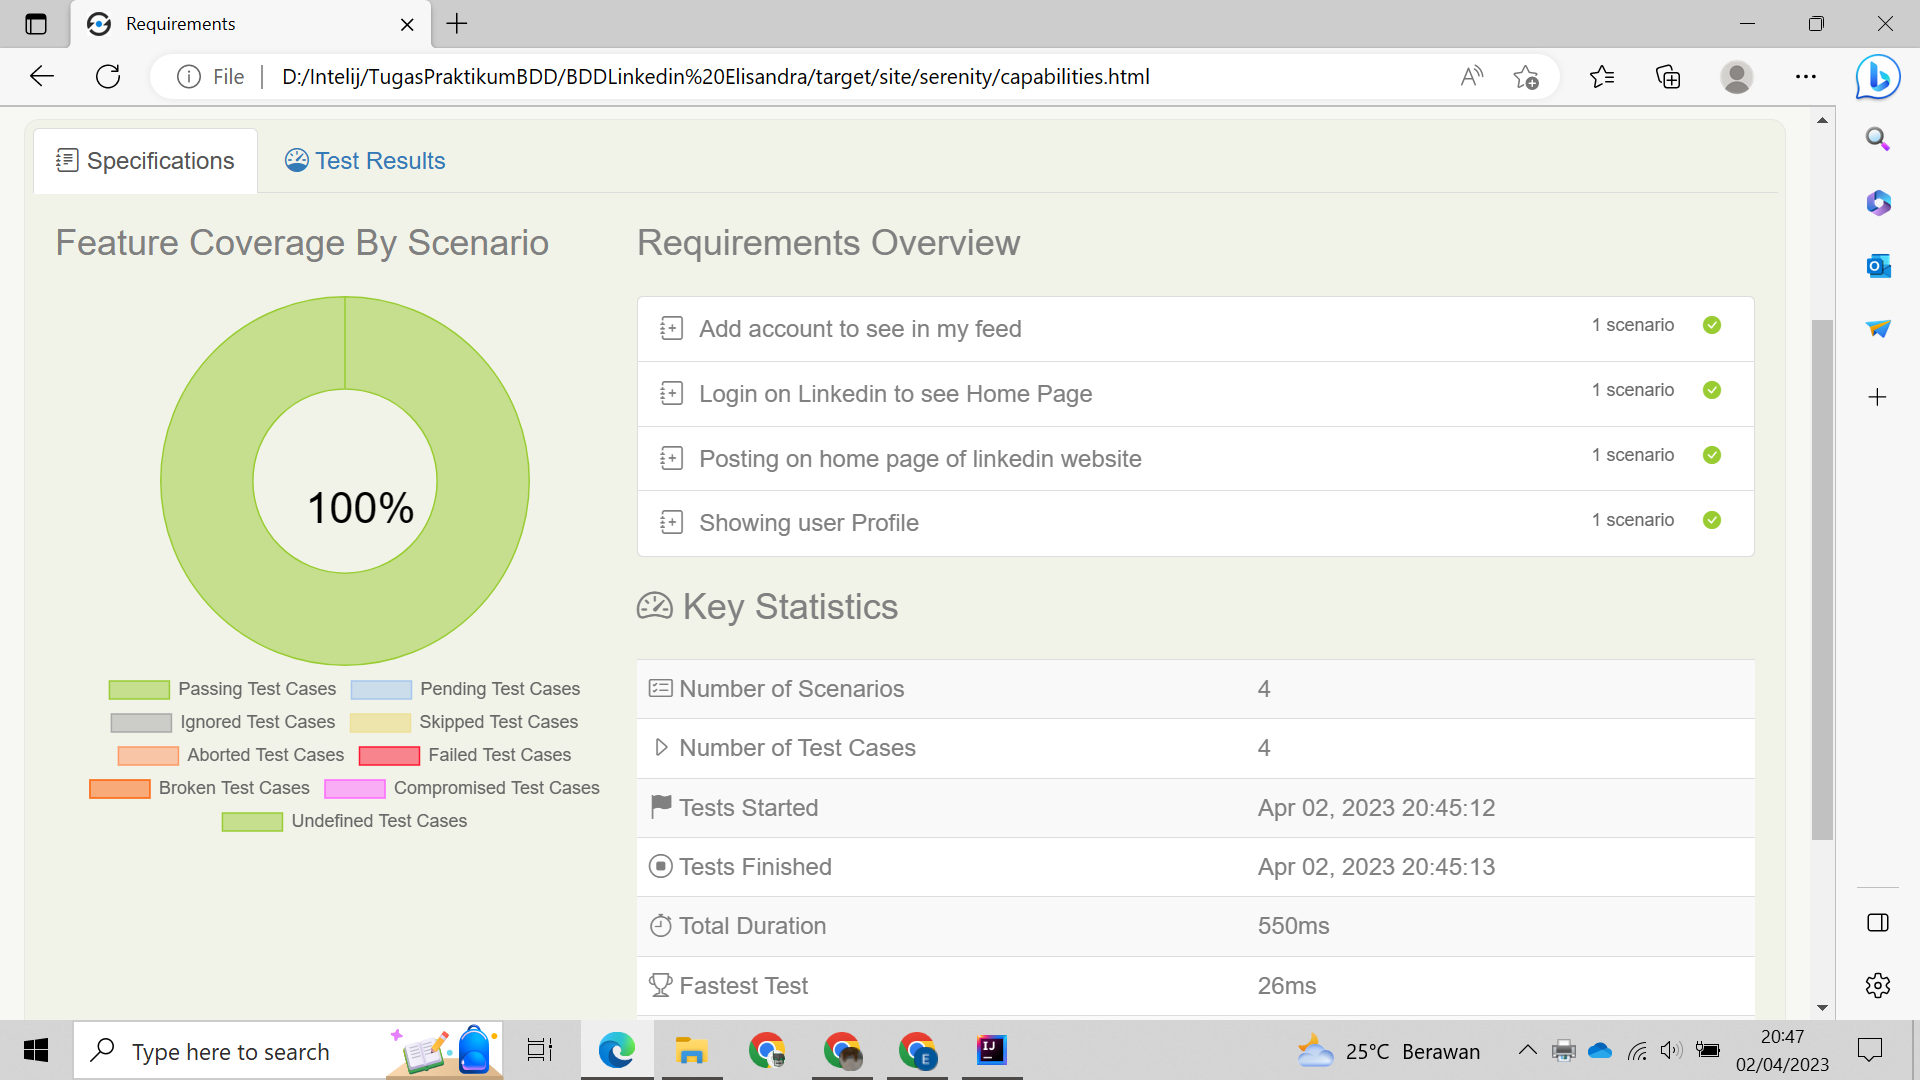 Requirements
File
D:/Intelij/TugasPraktikumBDD/BDDLinkedin%20Elisandra/target/site/serenity/capabilities.html
Specifications
Test Results
Feature Coverage By Scenario
100%
Passing Test Cases
Pending Test Cases
Ignored Test Cases
Skipped Test Cases
Aborted Test Cases
Failed Test Cases
Broken Test Cases
Compromised Test Cases
Undefined Test Cases
Requirements Overview
Add account to see in my feed
1 scenario
Login on Linkedin to see Home Page
1 scenario
Posting on home page of linkedin website
1 scenario
Showing user Profile
1 scenario
Key Statistics
Number of Scenarios
4
Number of Test Cases
4
Tests Started
Apr 02, 2023 20:45:12
Tests Finished
Apr 02, 2023 20:45:13
Total Duration
550ms
Fastest Test
26ms
Type here to search
E
IJ
25°C Berawan
20:47
02/04/2023